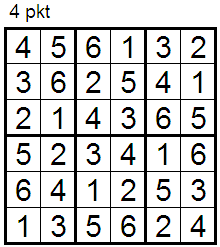 4 pkt
4 5 6 1 3 2
3 6 2 5 4 1
2 1 4 3 6 5
5 2 3 4 1 6
6 4 1 2 5 3
1 3 5 6 2 4